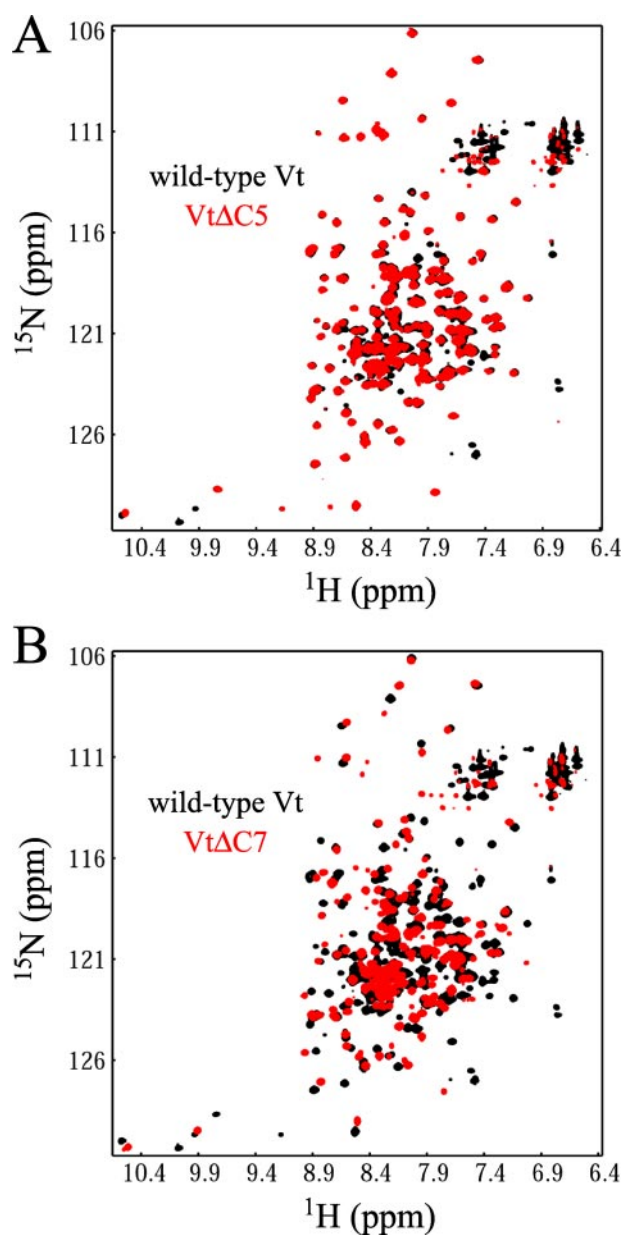 A
106
111
wild-type Vt
VtΔC5
116
121
126
¹⁵N (ppm)
10.4 9.9 9.4 8.9 8.4 7.9 7.4 6.9 6.4
¹H (ppm)
B
106
111
wild-type Vt
VtΔC7
116
121
126
¹⁵N (ppm)
10.4 9.9 9.4 8.9 8.4 7.9 7.4 6.9 6.4
¹H (ppm)